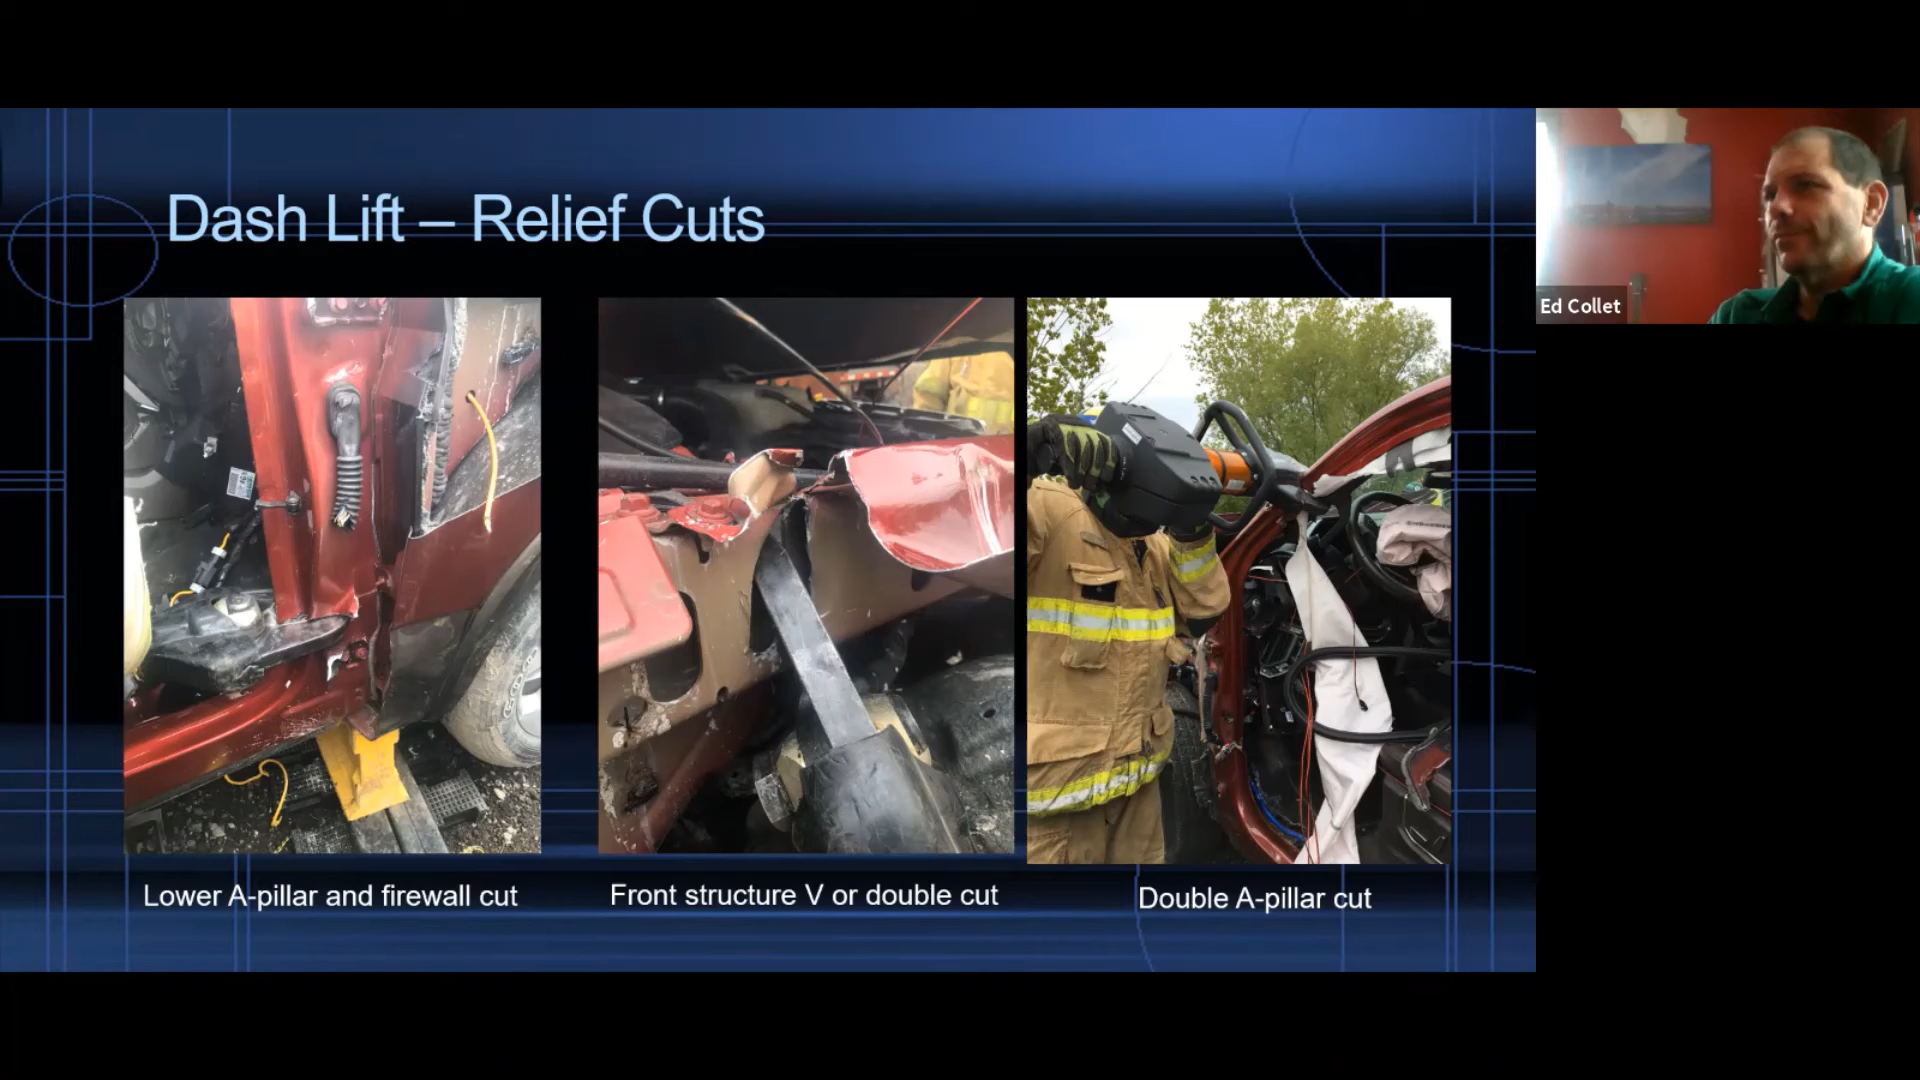 Dash Lift – Relief Cuts
Ed Collet
Lower A-pillar and firewall cut
Front structure V or double cut
Double A-pillar cut